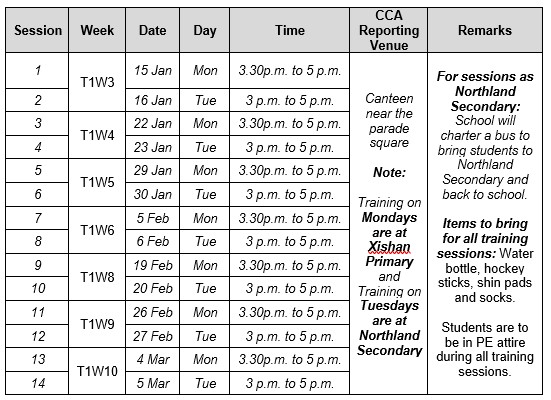 Session Week Date Day Time CCA Reporting Venue Remarks
1 T1W3 15 Jan Mon 3.30p.m. to 5 p.m.
2 16 Jan Tue 3 p.m. to 5 p.m.
3 T1W4 22 Jan Mon 3.30p.m. to 5 p.m.
4 23 Jan Tue 3 p.m. to 5 p.m.
5 T1W5 29 Jan Mon 3.30p.m. to 5 p.m.
6 30 Jan Tue 3 p.m. to 5 p.m.
7 T1W6 5 Feb Mon 3.30p.m. to 5 p.m.
8 6 Feb Tue 3 p.m. to 5 p.m.
9 T1W8 19 Feb Mon 3.30p.m. to 5 p.m.
10 20 Feb Tue 3 p.m. to 5 p.m.
11 T1W9 26 Feb Mon 3.30p.m. to 5 p.m.
12 27 Feb Tue 3 p.m. to 5 p.m.
13 T1W10 4 Mar Mon 3.30p.m. to 5 p.m.
14 5 Mar Tue 3 p.m. to 5 p.m.
Canteen
near the
parade
square
Note:
Training on
Mondays
are at
Xishan
Primary
and
Training on
Tuesdays
are at
Northland
Secondary
For sessions as
Northland
Secondary:
School will
charter a bus to
bring students to
Northland
Secondary and
back to school.
Items to bring
for all training
sessions: Water
bottle, hockey
sticks, shin pads
and socks.
Students are to
be in PE attire
during all training
sessions.